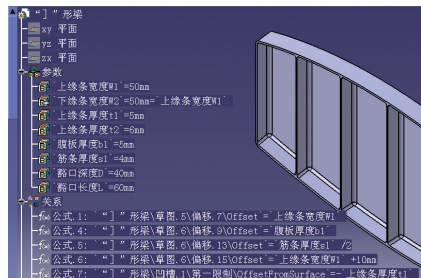 “］”形梁
xy 平面
yz 平面
zx 平面
参数
`上缘条宽度W1`=50mm
`下缘条宽度W2`=50mm=`上缘条宽度W1`
`上缘条厚度t1`=5mm
`上缘条厚度t2`=6mm
`腹板厚度b1`=5mm
`筋条厚度s1`=4mm
`豁口深度D`=40mm
`豁口长度L`=60mm
关系
公式.1: `“］”形梁\草图.5\偏移.7\Offset`=`上缘条宽度W1`
公式.4: `“］”形梁\草图.6\偏移.9\Offset`=`腹板厚度b1`
公式.5: `“］”形梁\草图.6\偏移.13\Offset`=`筋条厚度s1` /2
公式.6: `“］”形梁\草图.6\偏移.15\Offset`=`上缘条宽度W1` +10mm
公式.7: `“］”形梁\凹槽.1\第一限制\OffsetFromSurface`=-`上缘条厚度t1`